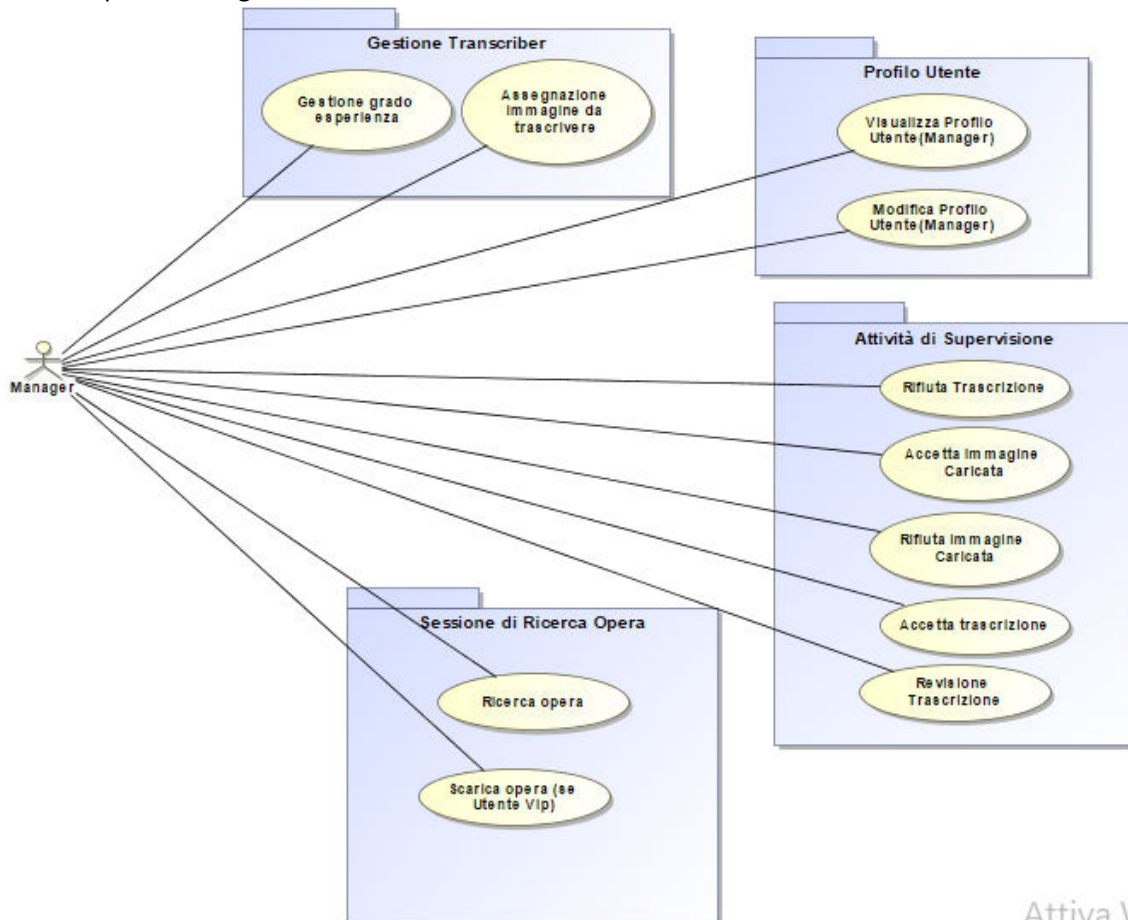 Gestione Transcriber
Gestione grado
esperienza
Assegnazione
immagine da
trascrivere
Profilo Utente
Visualizza Profilo
Utente(Manager)
Modifica Profilo
Utente(Manager)
Manager
Attività di Supervisione
Rifiuta Trascrizione
Accetta immagine
Caricata
Rifiuta immagine
Caricata
Accetta trascrizione
Revisione
Trascrizione
Sessione di Ricerca Opera
Ricerca opera
Scarica opera (se
Utente Vip)
Attiva